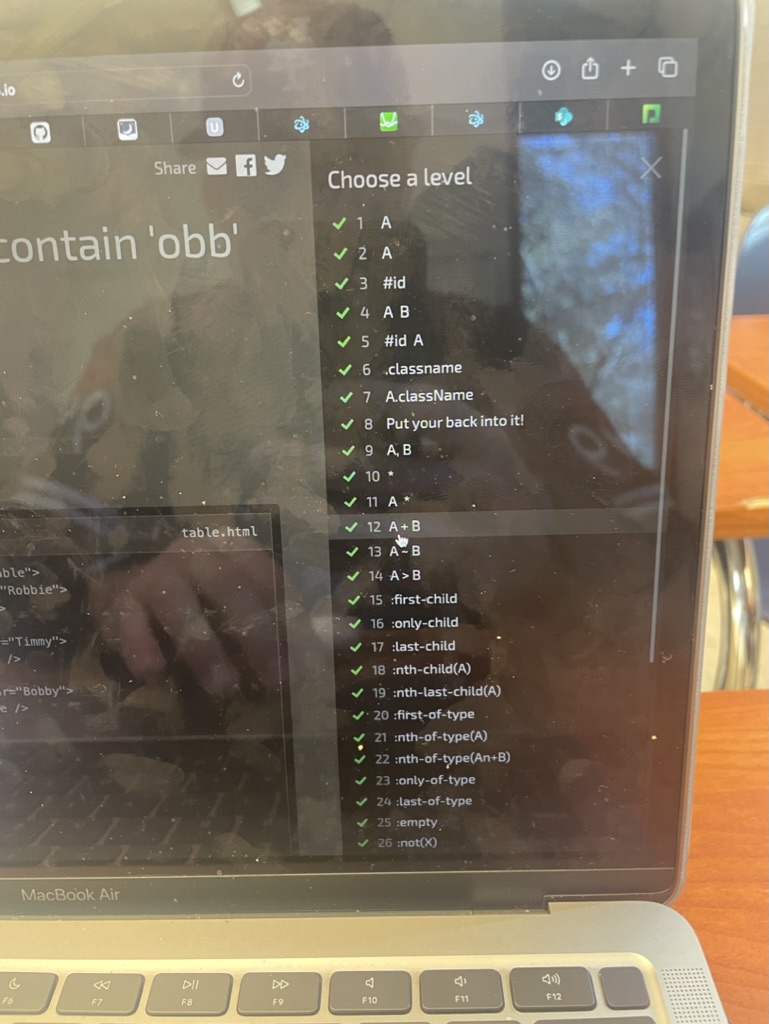 .io
U
Share
Choose a level
contain 'obb'
1 A
2 A
3 #id
4 A B
5 #id A
6 .classname
7 A.className
8 Put your back into it!
9 A, B
10 *
11 A *
12 A + B
13 A ~ B
14 A > B
15 :first-child
16 :only-child
17 :last-child
18 :nth-child(A)
19 :nth-last-child(A)
20 :first-of-type
21 :nth-of-type(A)
22 :nth-of-type(An+B)
23 :only-of-type
24 :last-of-type
25 :empty
26 :not(X)
table.html
ble">
"Robbie">
>
="Timmy">
/>
r="Bobby">
e />
MacBook Air
F6
F7
F8
F9
F10
F11
F12